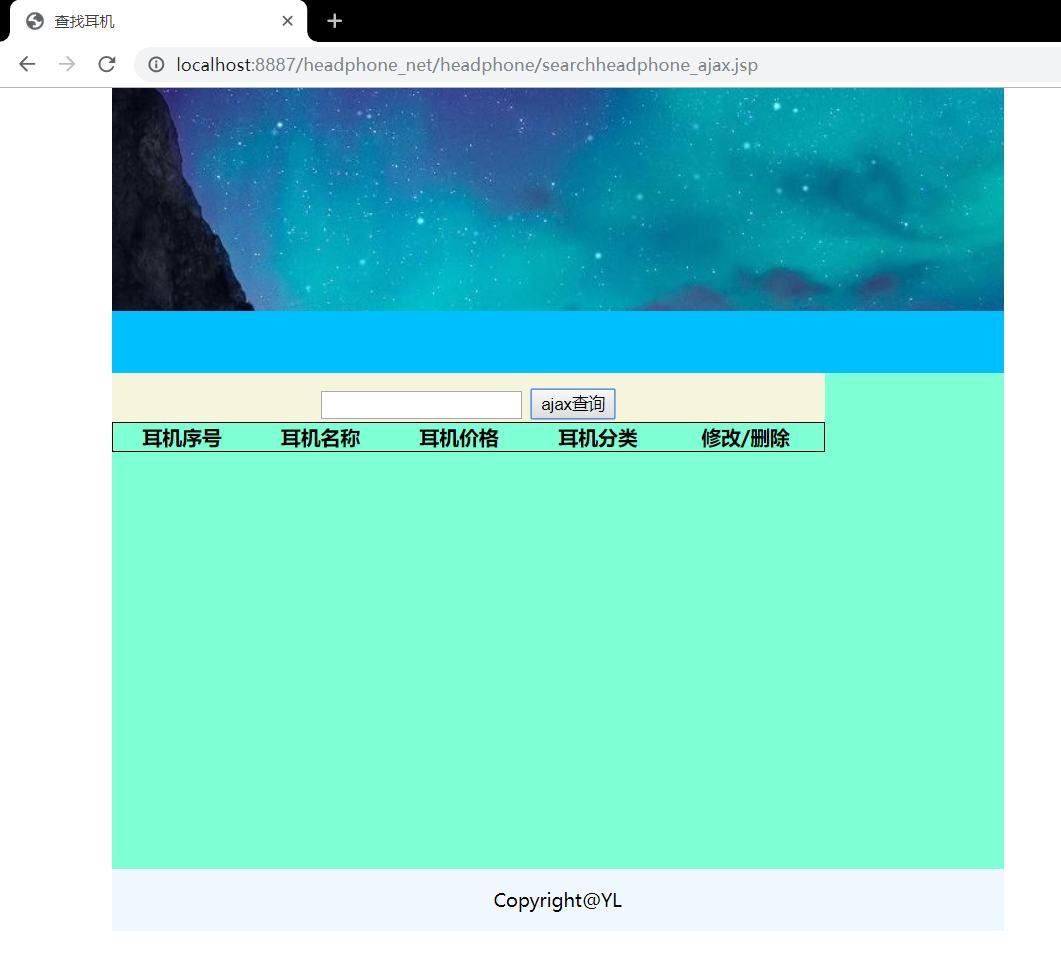 查找耳机
localhost:8887/headphone_net/headphone/searchheadphone_ajax.jsp
ajax查询
耳机序号 耳机名称 耳机价格 耳机分类 修改/删除
Copyright@YL